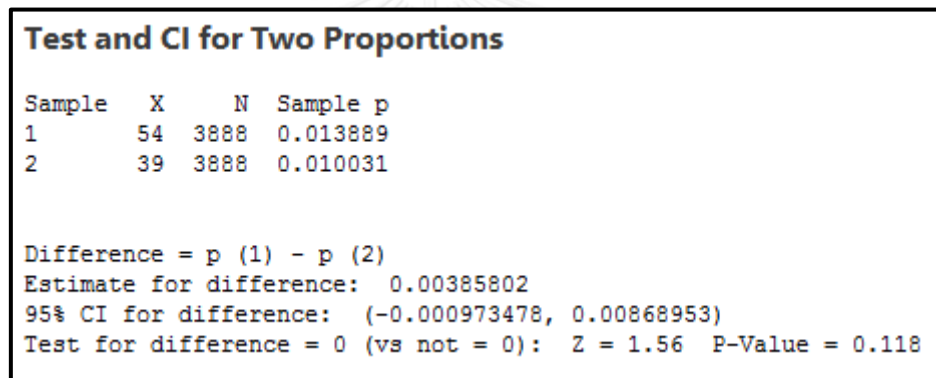 Test and CI for Two Proportions
Sample X N Sample p
1 54 3888 0.013889
2 39 3888 0.010031
Difference = p (1) - p (2)
Estimate for difference: 0.00385802
95% CI for difference: (-0.000973478, 0.00868953)
Test for difference = 0 (vs not = 0): Z = 1.56 P-Value = 0.118